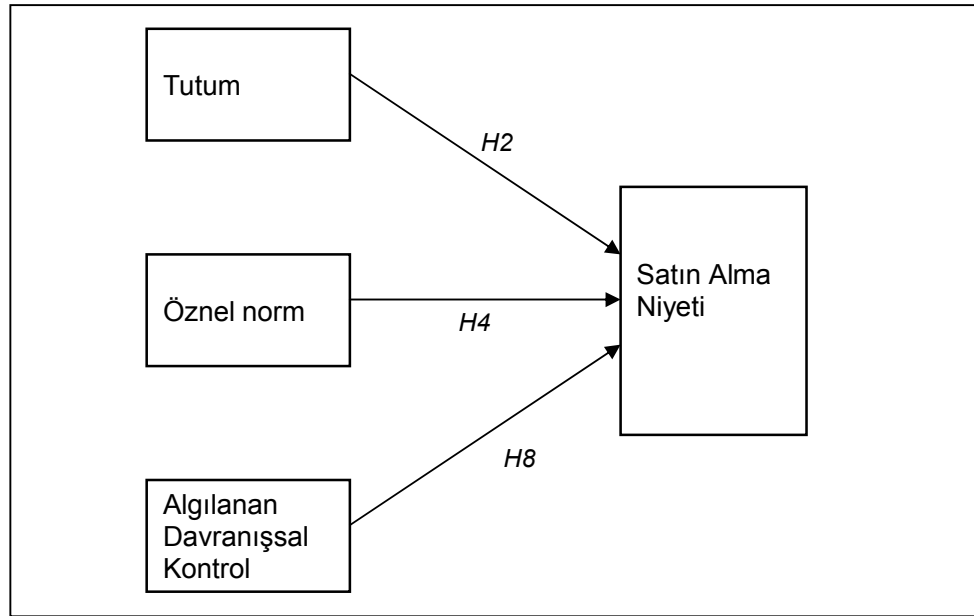 Tutum
H2
Öznel norm
H4
Satın Alma
Niyeti
H8
Algılanan
Davranışsal
Kontrol